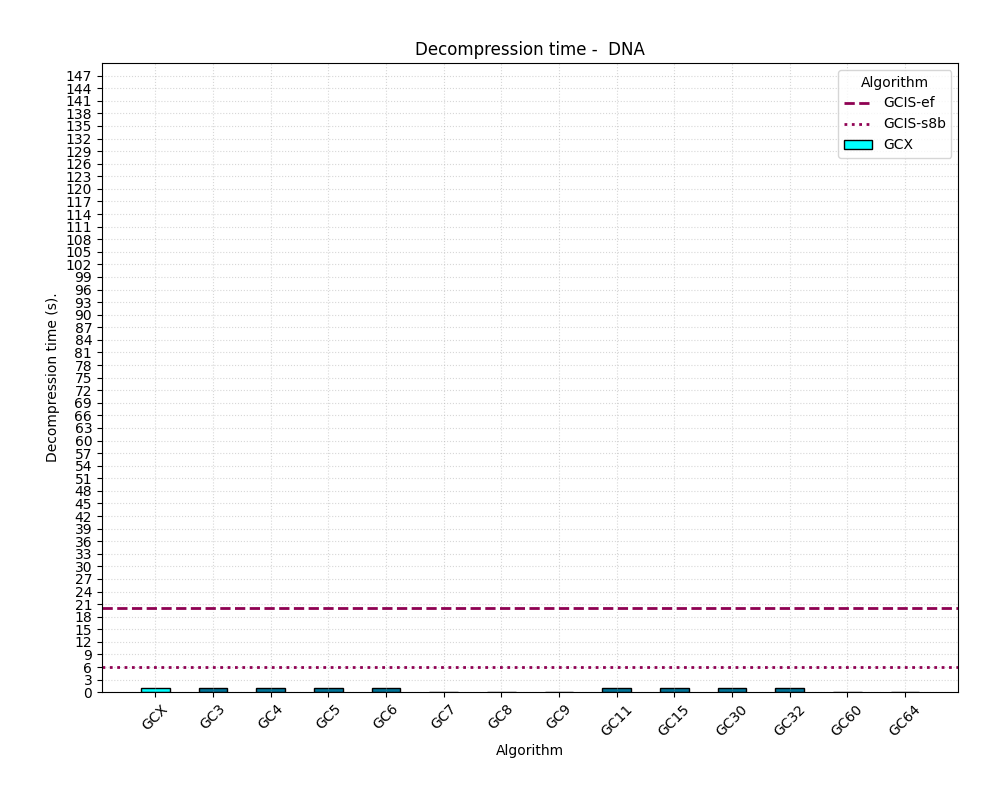 Decompression time -  DNA
Algorithm
GCIS-ef
GCIS-s8b
GCX
Decompression time (s).
147
144
141
138
135
132
129
126
123
120
117
114
111
108
105
102
99
96
93
90
87
84
81
78
75
72
69
66
63
60
57
54
51
48
45
42
39
36
33
30
27
24
21
18
15
12
9
6
3
0
GCX
GC3
GC4
GC5
GC6
GC7
GC8
GC9
GC11
GC15
GC30
GC32
GC60
GC64
Algorithm